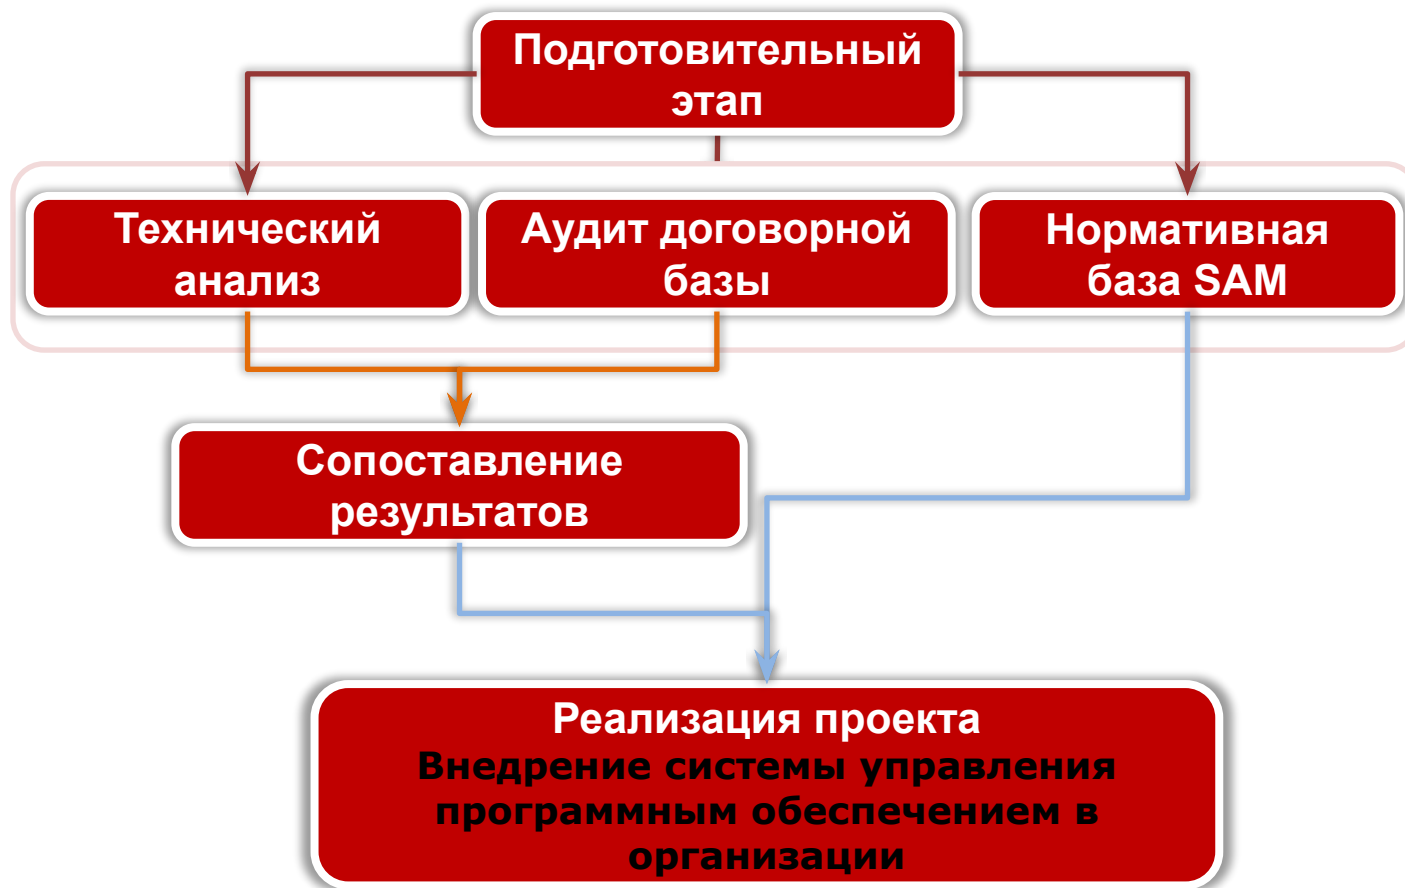 Подготовительный
этап
Технический
анализ
Аудит договорной
базы
Нормативная
база SAM
Сопоставление
результатов
Реализация проекта
Внедрение системы управления
программным обеспечением в
организации